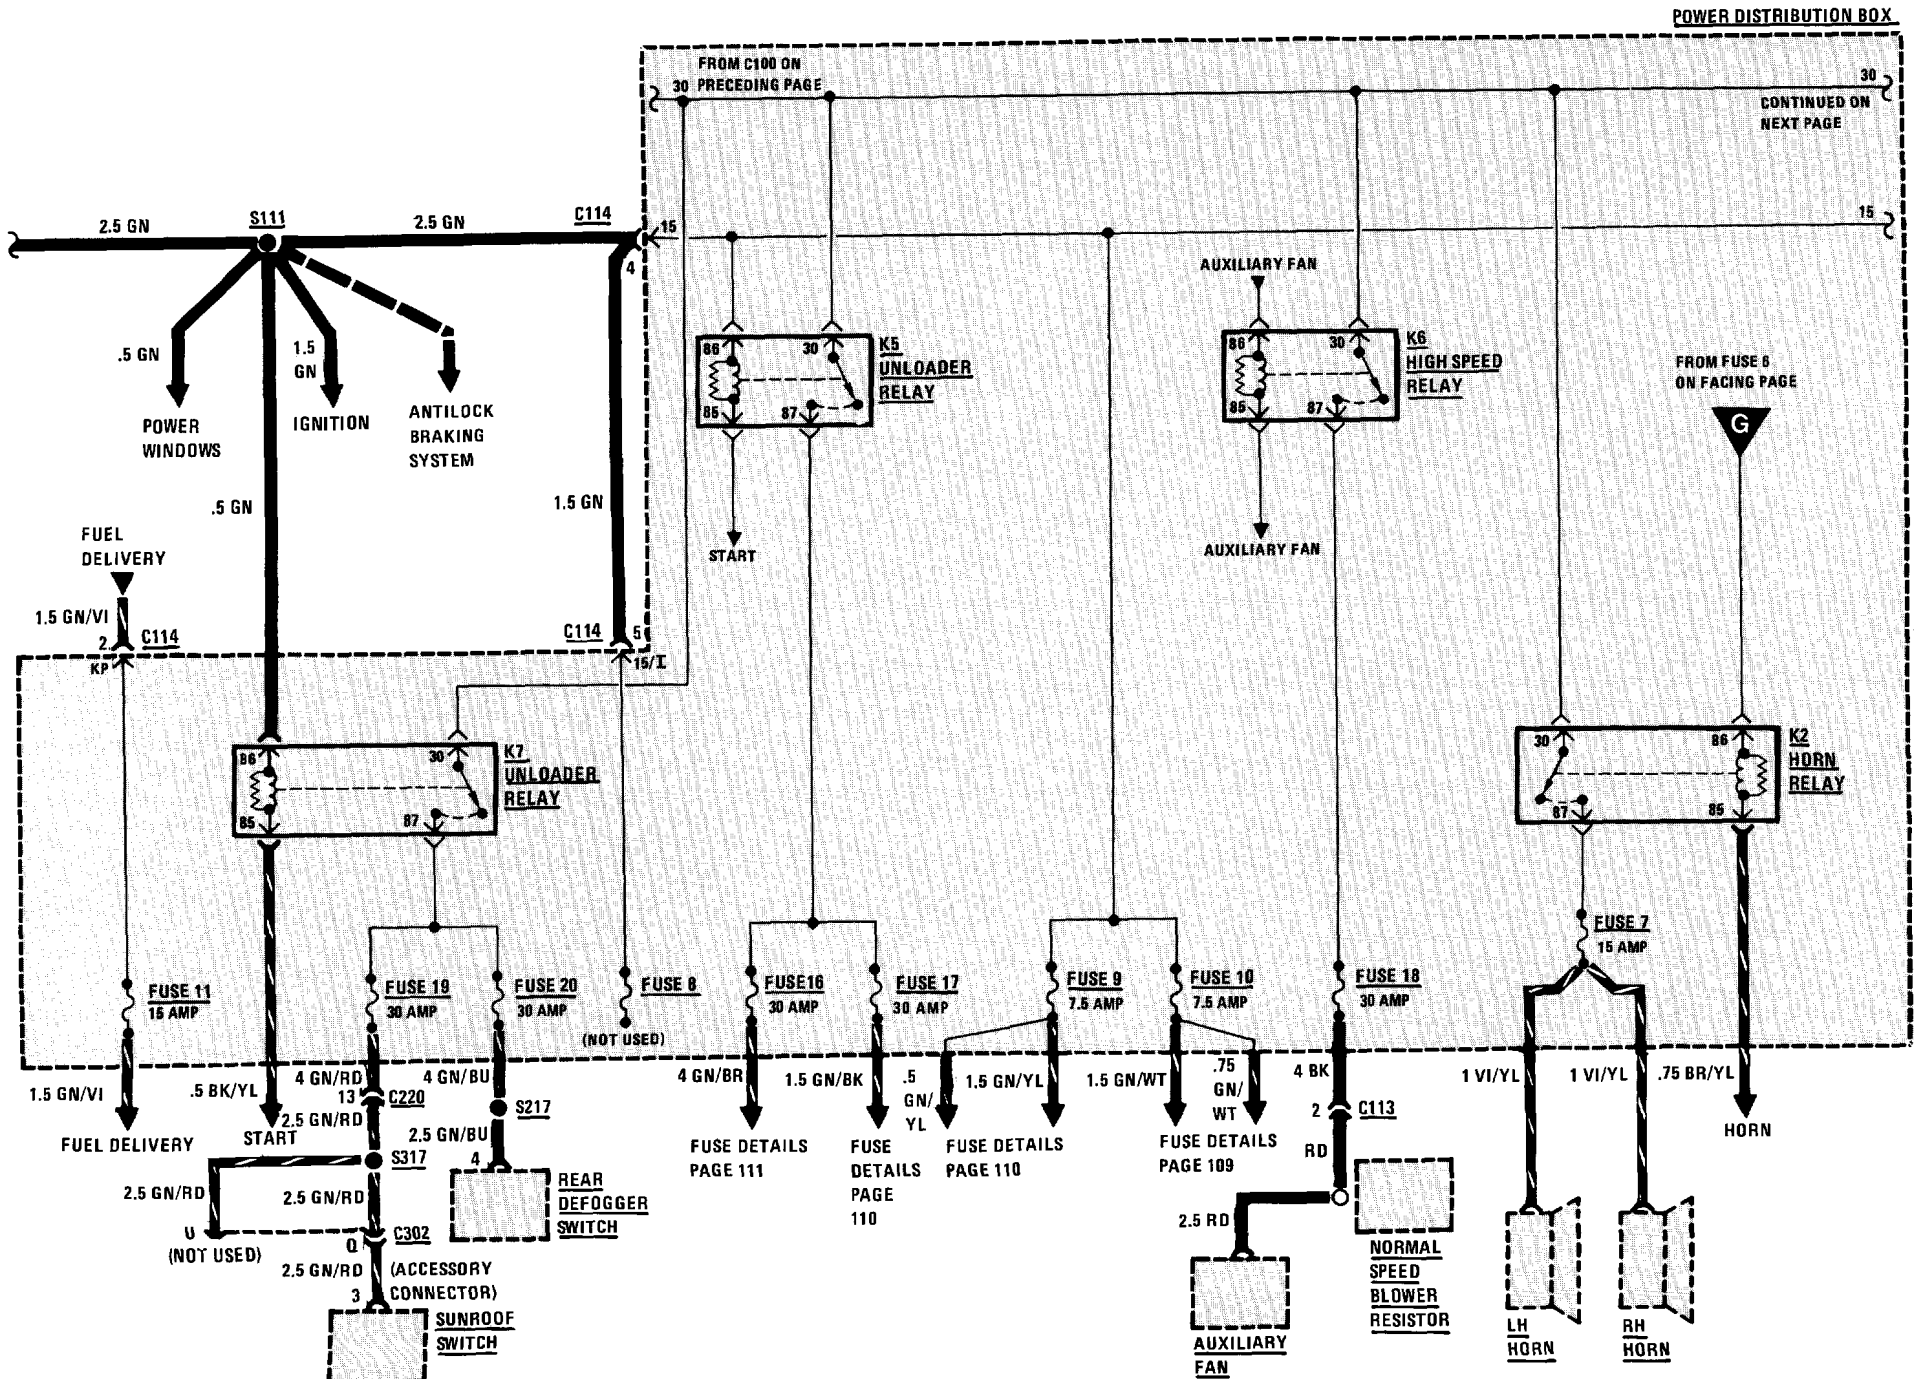 POWER DISTRIBUTION BOX
FROM C100 ON
30 PRECEDING PAGE
30
CONTINUED ON
NEXT PAGE
2.5 GN
S111
2.5 GN
C114
15
15
4
AUXILIARY FAN
.5 GN
1.5
GN
POWER
WINDOWS
IGNITION
ANTILOCK
BRAKING
SYSTEM
86
30
85
87
K5
UNLOADER
RELAY
START
86
30
85
87
K6
HIGH SPEED
RELAY
AUXILIARY FAN
FROM FUSE 6
ON FACING PAGE
G
.5 GN
1.5 GN
FUEL
DELIVERY
1.5 GN/VI
2
C114
KP
C114
5
15/I
86
30
85
87
K7
UNLOADER
RELAY
30
86
87
85
K2
HORN
RELAY
FUSE 11
15 AMP
FUSE 19
30 AMP
FUSE 20
30 AMP
FUSE 8
(NOT USED)
FUSE16
30 AMP
FUSE 17
30 AMP
FUSE 9
7.5 AMP
FUSE 10
7.5 AMP
FUSE 18
30 AMP
FUSE 7
15 AMP
1.5 GN/VI
FUEL DELIVERY
.5 BK/YL
START
4 GN/RD
13
C220
2.5 GN/RD
S317
2.5 GN/RD
2.5 GN/RD
U
(NOT USED)
Q
C302
2.5 GN/RD
(ACCESSORY
CONNECTOR)
3
SUNROOF
SWITCH
4 GN/BU
S217
2.5 GN/BU
4
REAR
DEFOGGER
SWITCH
4 GN/BR
FUSE DETAILS
PAGE 111
1.5 GN/BK
FUSE
DETAILS
PAGE
110
.5
GN/
YL
1.5 GN/YL
FUSE DETAILS
PAGE 110
1.5 GN/WT
.75
GN/
WT
FUSE DETAILS
PAGE 109
4 BK
2
C113
RD
2.5 RD
AUXILIARY
FAN
NORMAL
SPEED
BLOWER
RESISTOR
1 VI/YL
1 VI/YL
.75 BR/YL
HORN
LH
HORN
RH
HORN